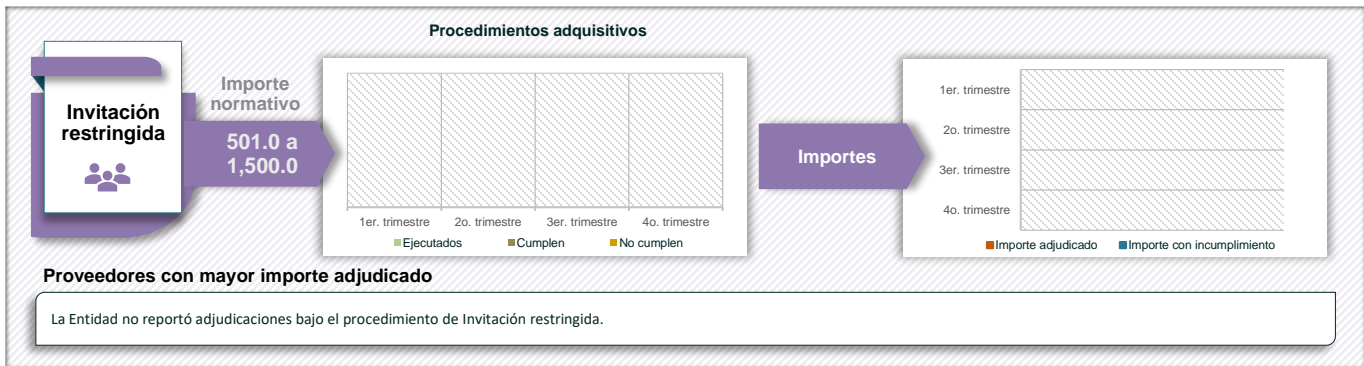 Procedimientos adquisitivos
Invitación
restringida
Importe
normativo
501.0 a
1,500.0
1er. trimestre
2o. trimestre
3er. trimestre
4o. trimestre
Ejecutados
Cumplen
No cumplen
Importes
1er. trimestre
2o. trimestre
3er. trimestre
4o. trimestre
Importe adjudicado
Importe con incumplimiento
Proveedores con mayor importe adjudicado
La Entidad no reportó adjudicaciones bajo el procedimiento de Invitación restringida.